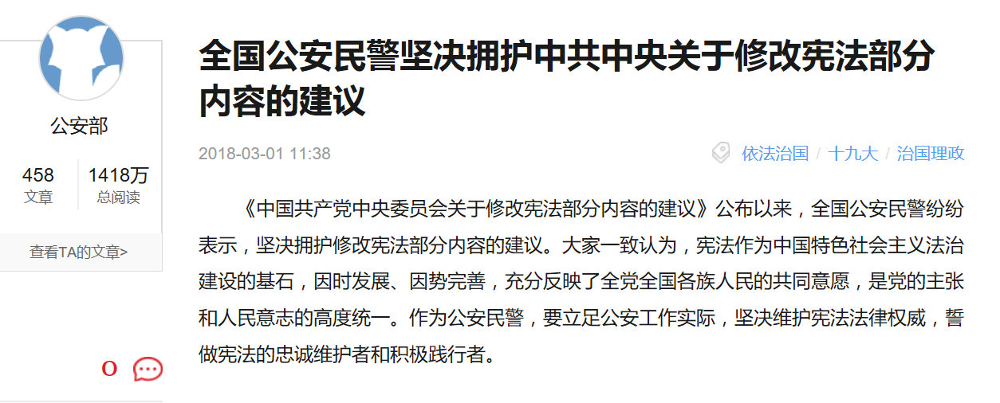 全国公安民警坚决拥护中共中央关于修改宪法部分
内容的建议
公安部
2018-03-01 11:38
依法治国 / 十九大 / 治国理政
458
1418万
文章
总阅读
查看TA的文章>
《中国共产党中央委员会关于修改宪法部分内容的建议》公布以来，全国公安民警纷纷
表示，坚决拥护修改宪法部分内容的建议。大家一致认为，宪法作为中国特色社会主义法治
建设的基石，因时发展、因势完善，充分反映了全党全国各族人民的共同意愿，是党的主张
和人民意志的高度统一。作为公安民警，要立足公安工作实际，坚决维护宪法法律权威，誓
做宪法的忠诚维护者和积极践行者。
0